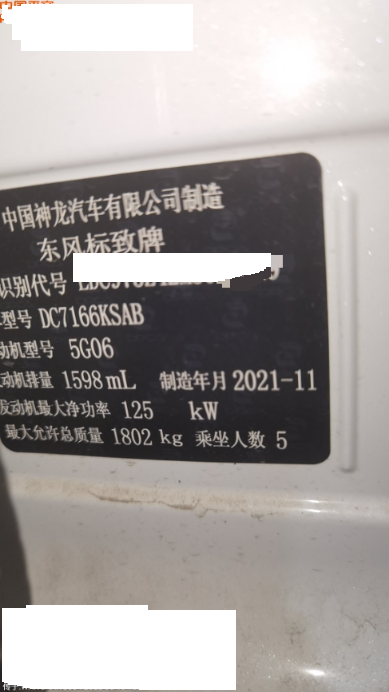 中国神龙汽车有限公司制造
东风标致牌
识别代号
型号 DC7166KSAB
动机型号 5G06
发动机排量 1598 mL 制造年月 2021-11
发动机最大净功率 125 kW
最大允许总质量 1802 kg 乘坐人数 5